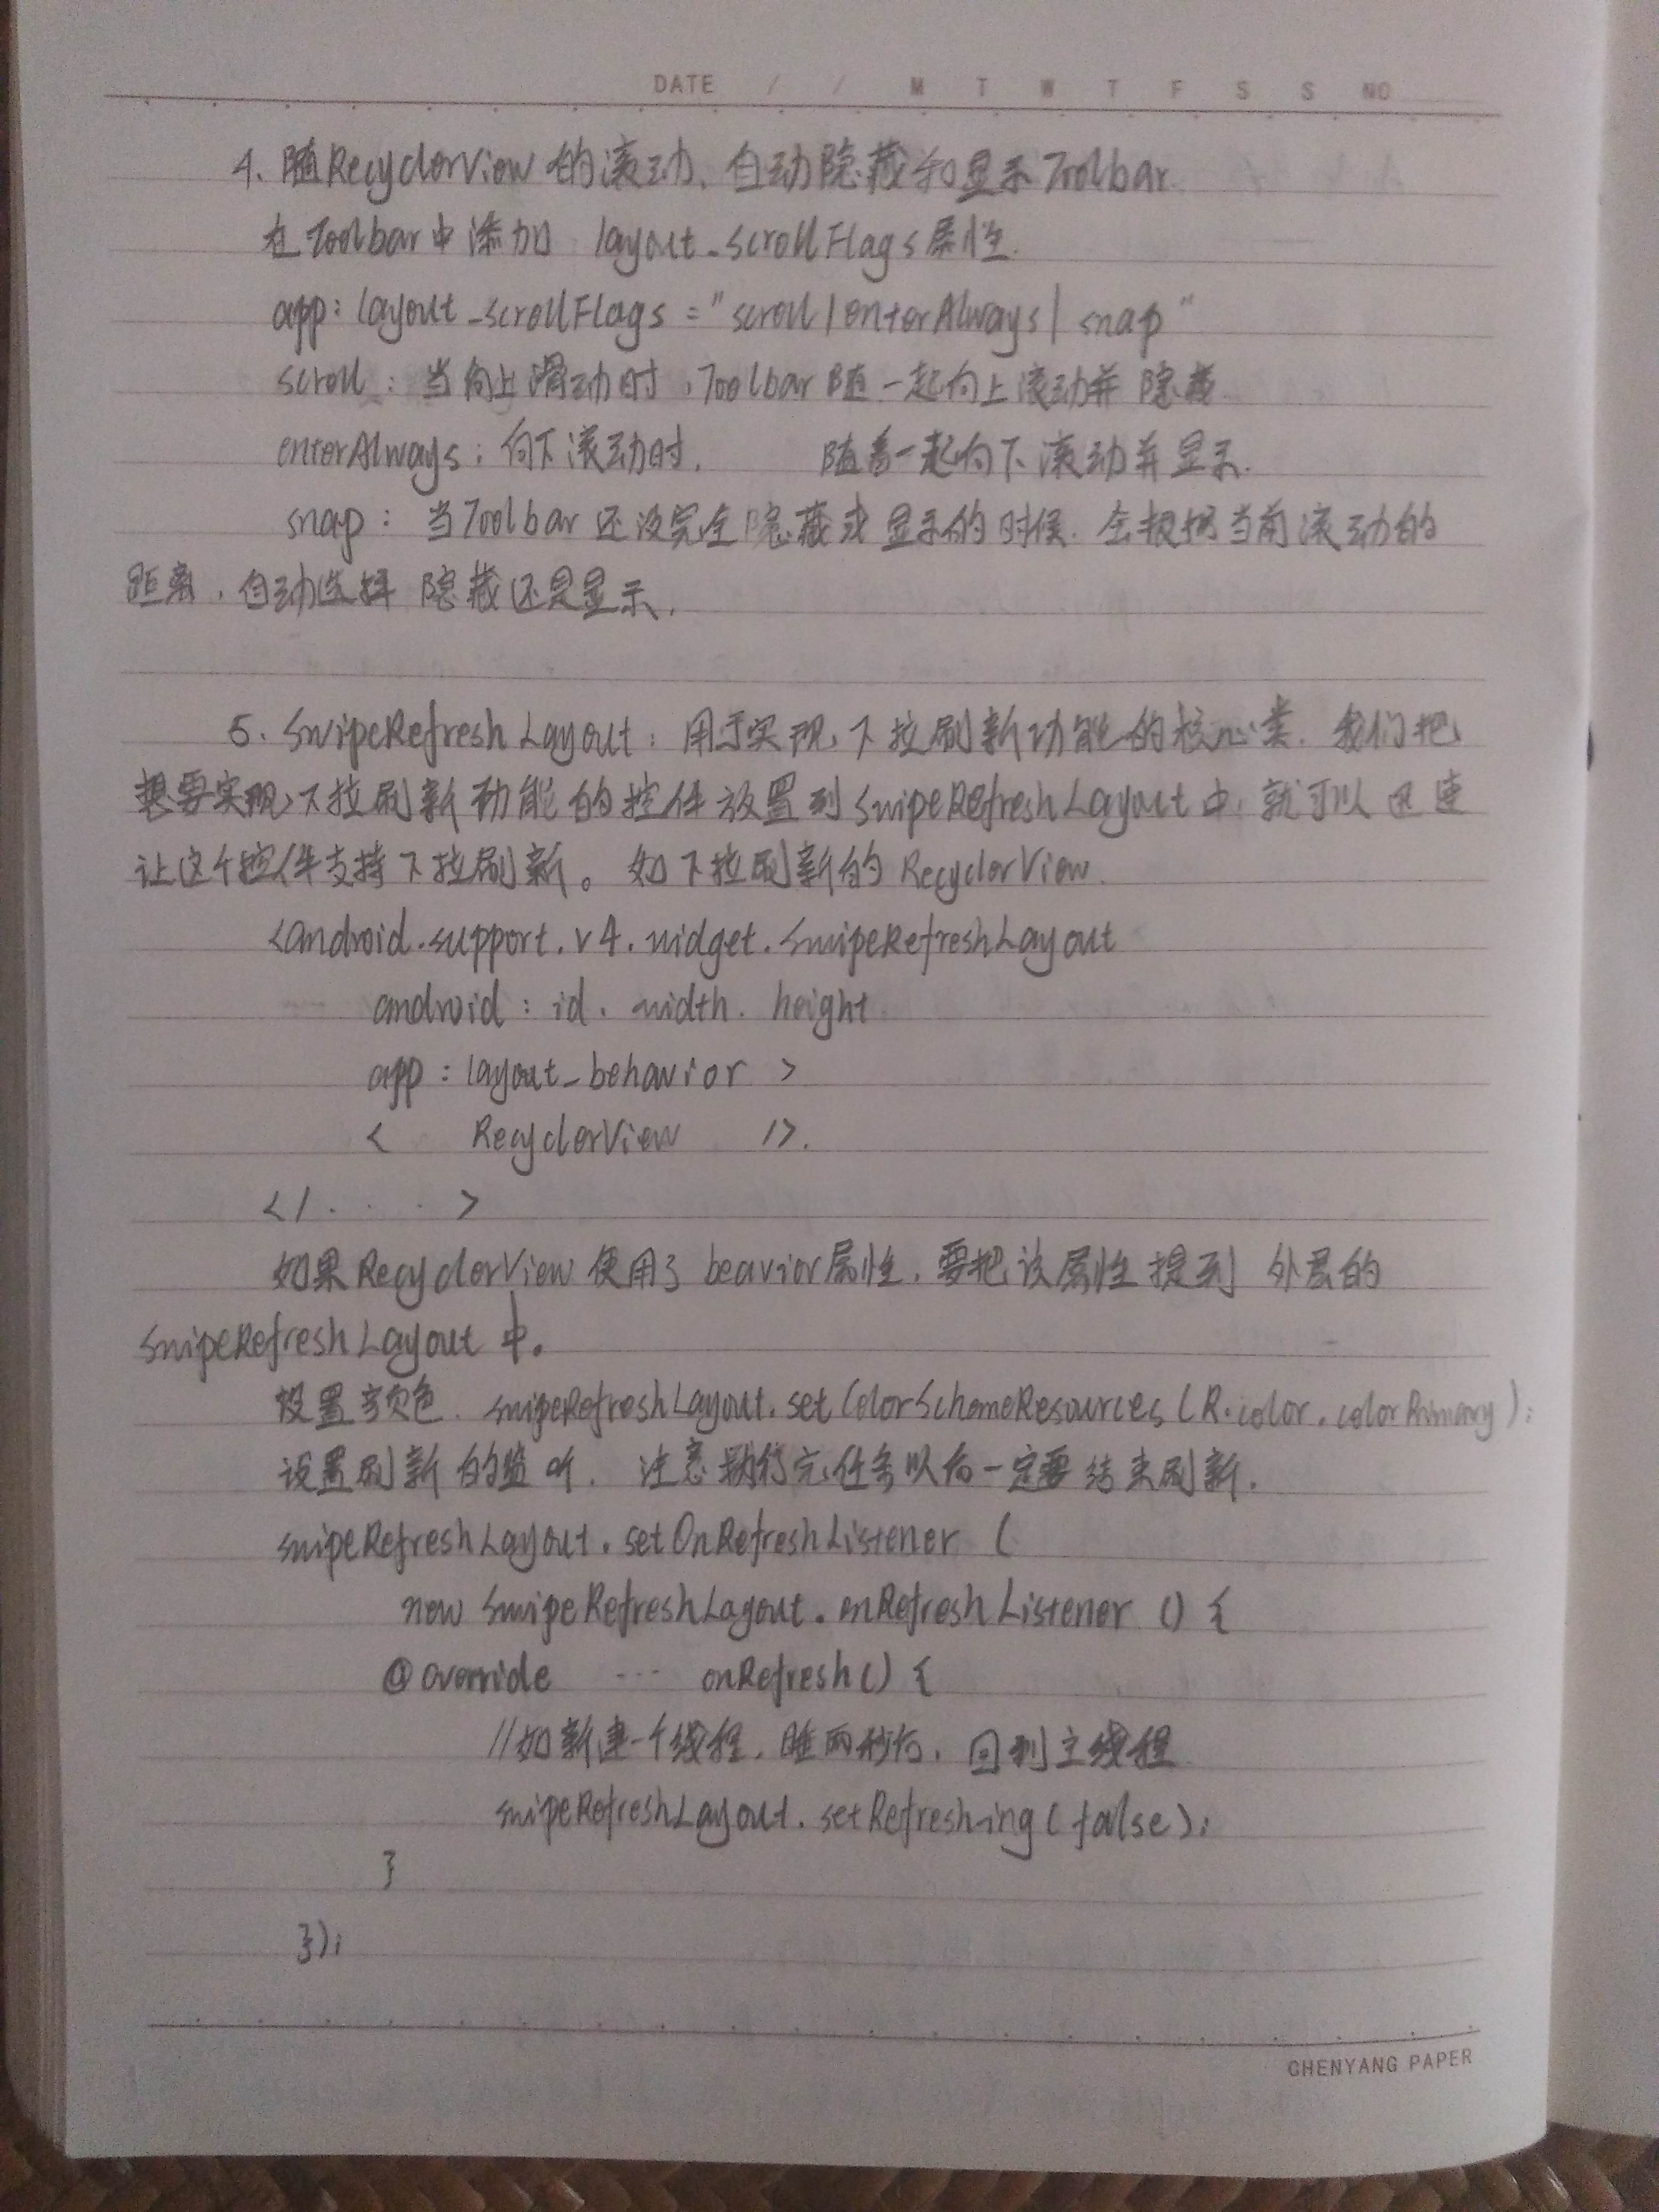 DATE / / M T W T F S S NO
4. 随RecyclerView的滚动,自动隐藏和显示Toolbar
在Toolbar中添加 layout_scrollFlags属性.
app:layout_scrollFlags="scroll|enterAlways|snap"
scroll:当向上滑动时,Toolbar随一起向上滚动并隐藏
enterAlways:向下滚动时, 随着一起向下滚动并显示.
snap:当Toolbar还没完全隐藏或显示的时候.会根据当前滚动的
距离,自动选择隐藏还是显示.
5. SwipeRefreshLayout:用于实现下拉刷新功能的核心类.我们把
想要实现下拉刷新功能的控件放置到SwipeRefreshLayout中,就可以迅速
让这个控件支持下拉刷新。如下拉刷新的RecyclerView.
<android.support.v4.widget.SwipeRefreshLayout
android:id. width. height
app:layout_behavior >
< RecyclerView />.
</ . . . >
如果RecyclerView使用了beavior属性,要把该属性提到外层的
SwipeRefreshLayout中.
设置颜色. swipeRefreshLayout.setColorSchemeResources(R.color.colorPrimary);
设置刷新的监听. 注意执行完任务以后一定要结束刷新.
swipeRefreshLayout.setOnRefreshListener (
new SwipeRefreshLayout.onRefreshListener () {
@override ... onRefresh() {
//如新建一个线程,睡两秒后,回到主线程
swipeRefreshLayout.setRefreshing(false);
}
});
CHENYANG PAPER